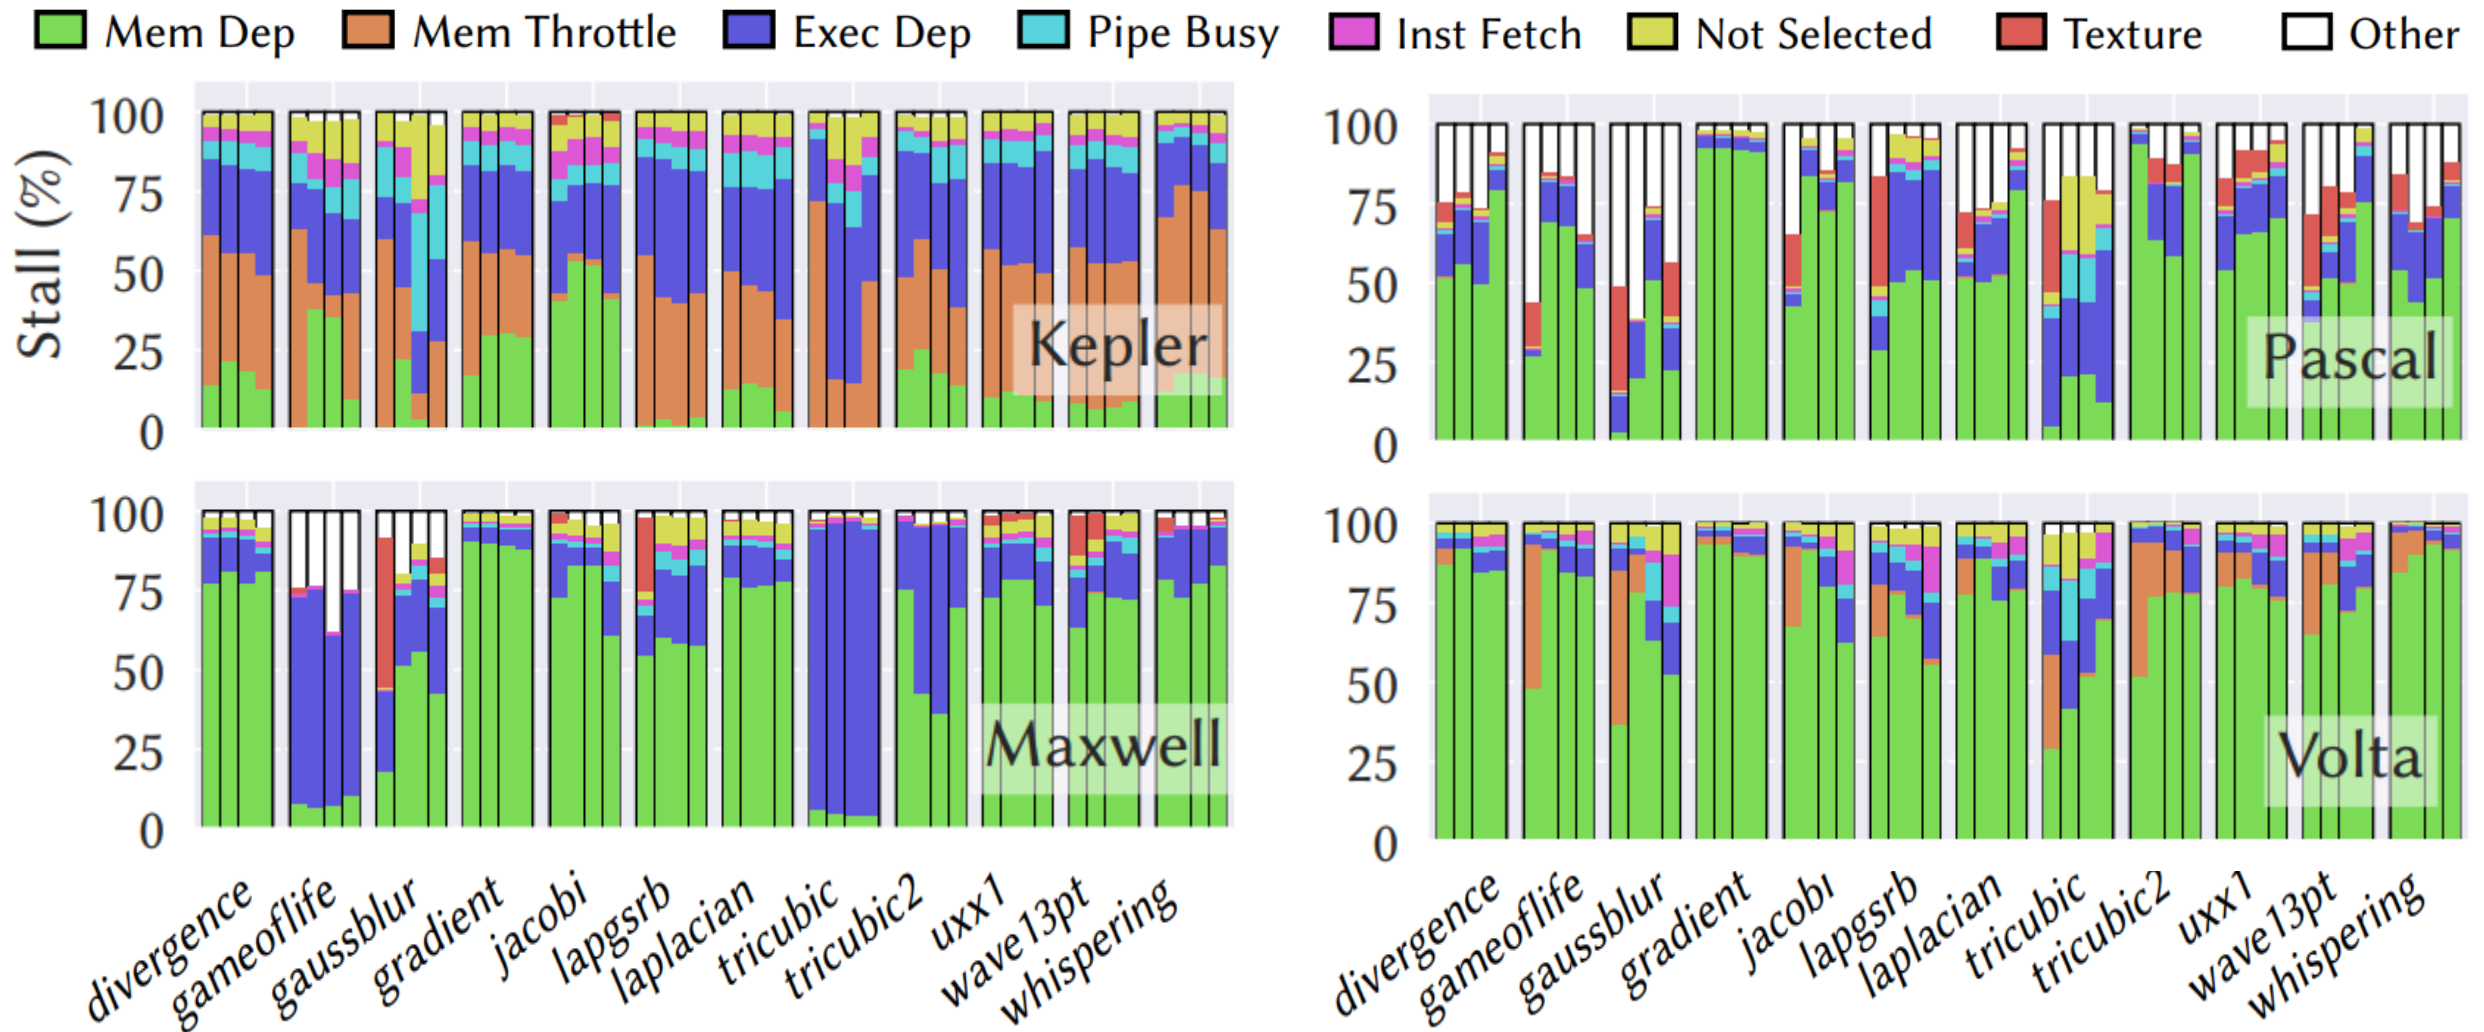 Mem Dep Mem Throttle Exec Dep Pipe Busy Inst Fetch Not Selected Texture Other
Stall (%)
100
75
50
25
0
Kepler
100
75
50
25
0
Pascal
100
75
50
25
0
Maxwell
100
75
50
25
0
Volta
divergence
gameoflife
gaussblur
gradient
jacobi
lapgsrb
laplacian
tricubic
tricubic2
uxx1
wave13pt
whispering
divergence
gameoflife
gaussblur
gradient
jacobi
lapgsrb
laplacian
tricubic
tricubic2
uxx1
wave13pt
whispering